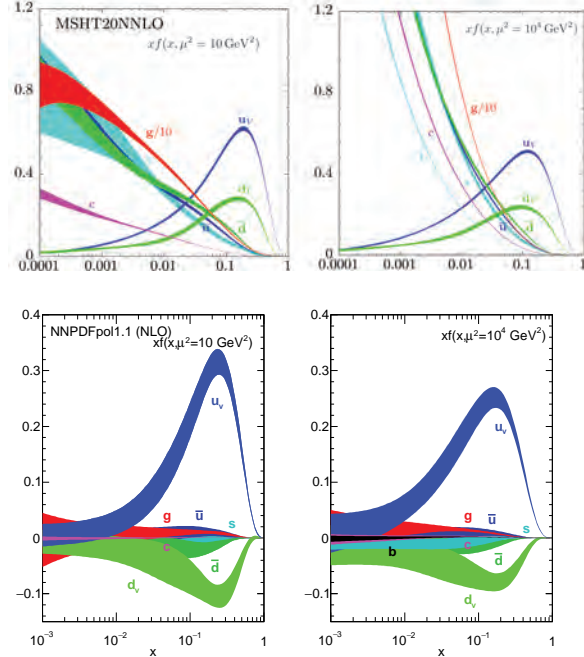 1.2
MSHT20NNLO
xf(x, μ² = 10 GeV²)
0.8
g/10
u_V
0.4
d_V
c
u
d̄
0
0.0001 0.001 0.01 0.1 1
1.2
xf(x, μ² = 10⁴ GeV²)
0.8
g/10
c
u_V
0.4
s
d_V
ū
d̄
0
0.0001 0.001 0.01 0.1 1
0.4
NNPDFpol1.1 (NLO)
xf(x,μ²=10 GeV²)
0.3
u_v
0.2
0.1
g ū s
0
c
d̄
d_v
−0.1
10⁻³ 10⁻² 10⁻¹ 1
x
0.4
xf(x,μ²=10⁴ GeV²)
0.3
u_v
0.2
0.1
g ū s
0
c
b
d̄
d_v
−0.1
10⁻³ 10⁻² 10⁻¹ 1
x